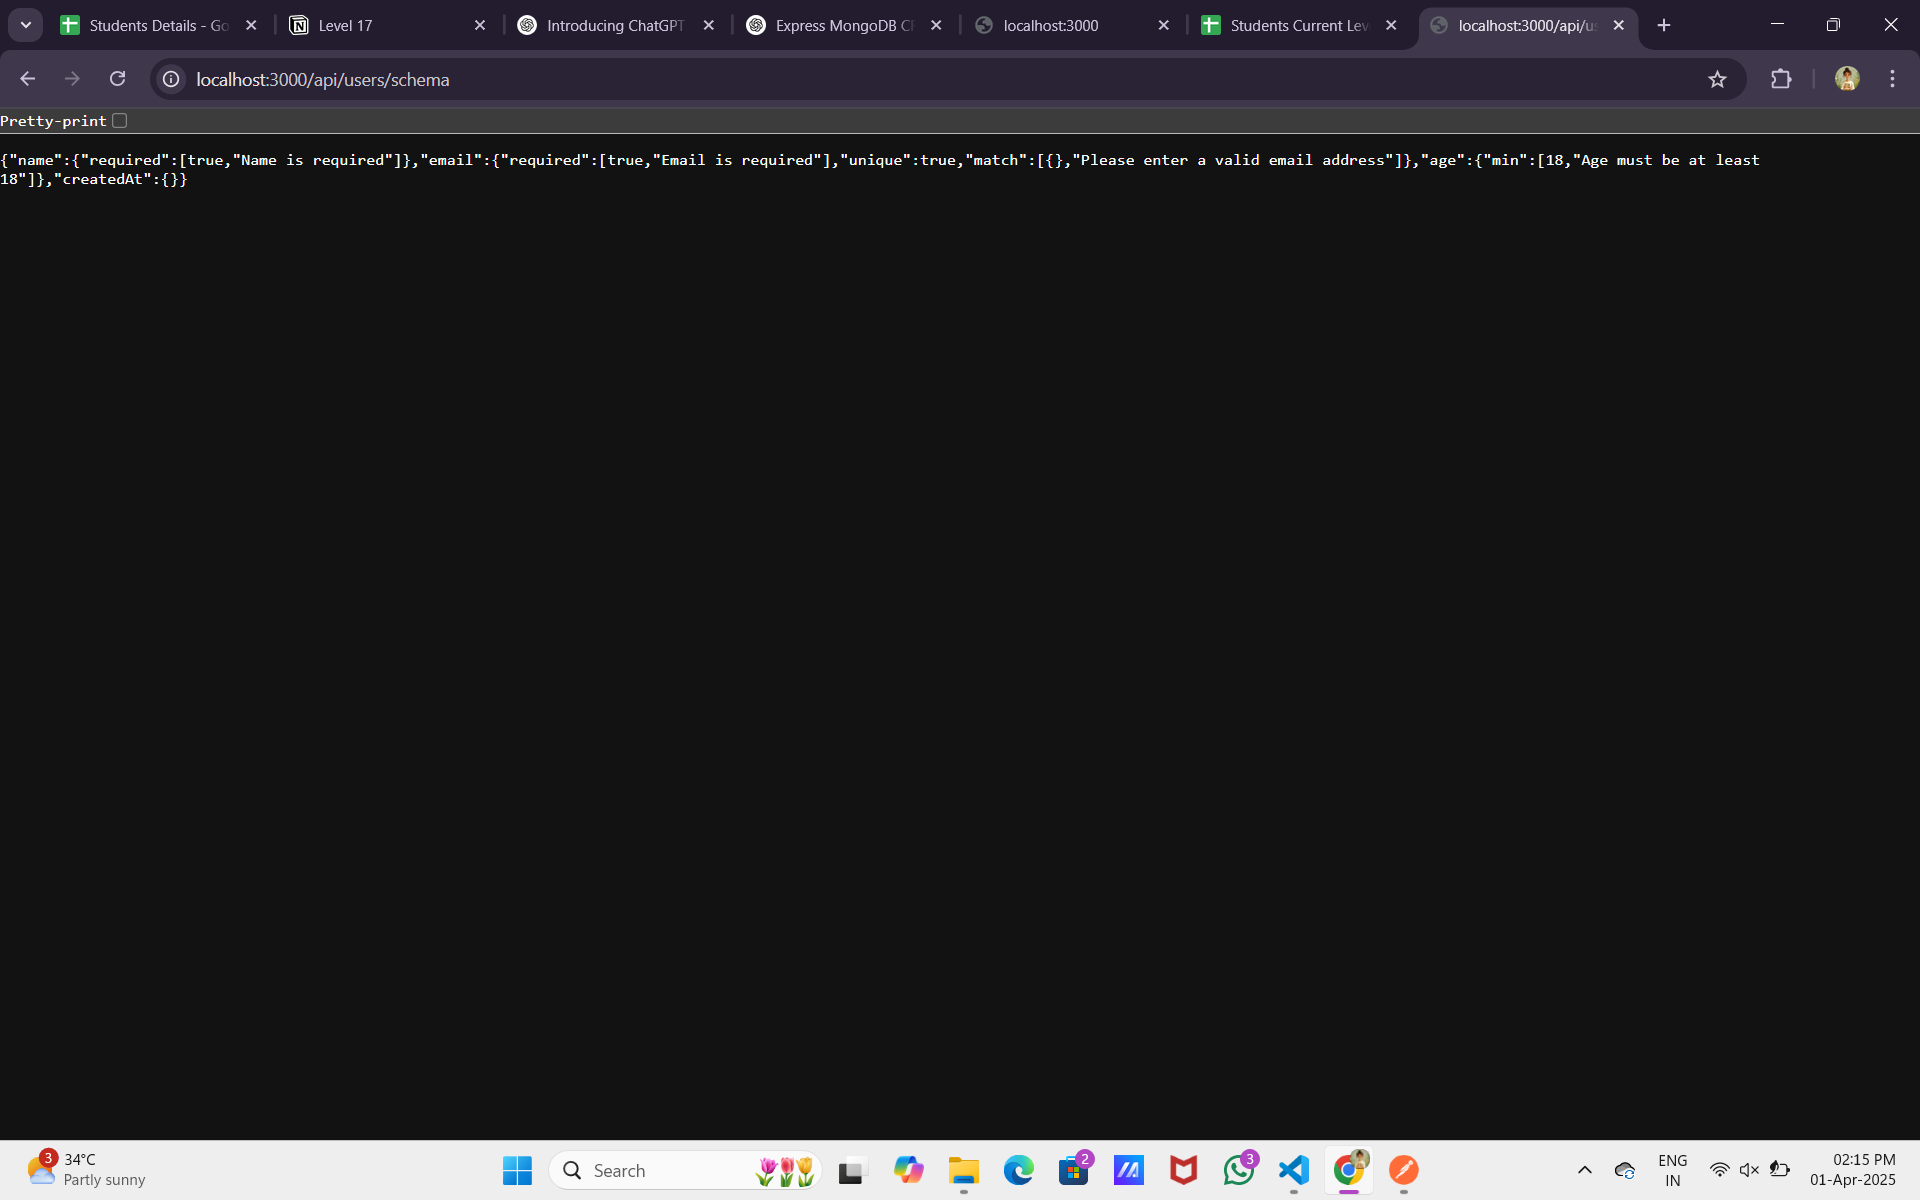 Students Details - Go
Level 17
Introducing ChatGPT
Express MongoDB CF
localhost:3000
Students Current Lev
localhost:3000/api/us
localhost:3000/api/users/schema
Pretty-print
{"name":{"required":[true,"Name is required"]},"email":{"required":[true,"Email is required"],"unique":true,"match":[{},"Please enter a valid email address"]},"age":{"min":[18,"Age must be at least
18"]},"createdAt":{}}
3
34°C
Partly sunny
Search
2
3
ENG
IN
02:15 PM
01-Apr-2025